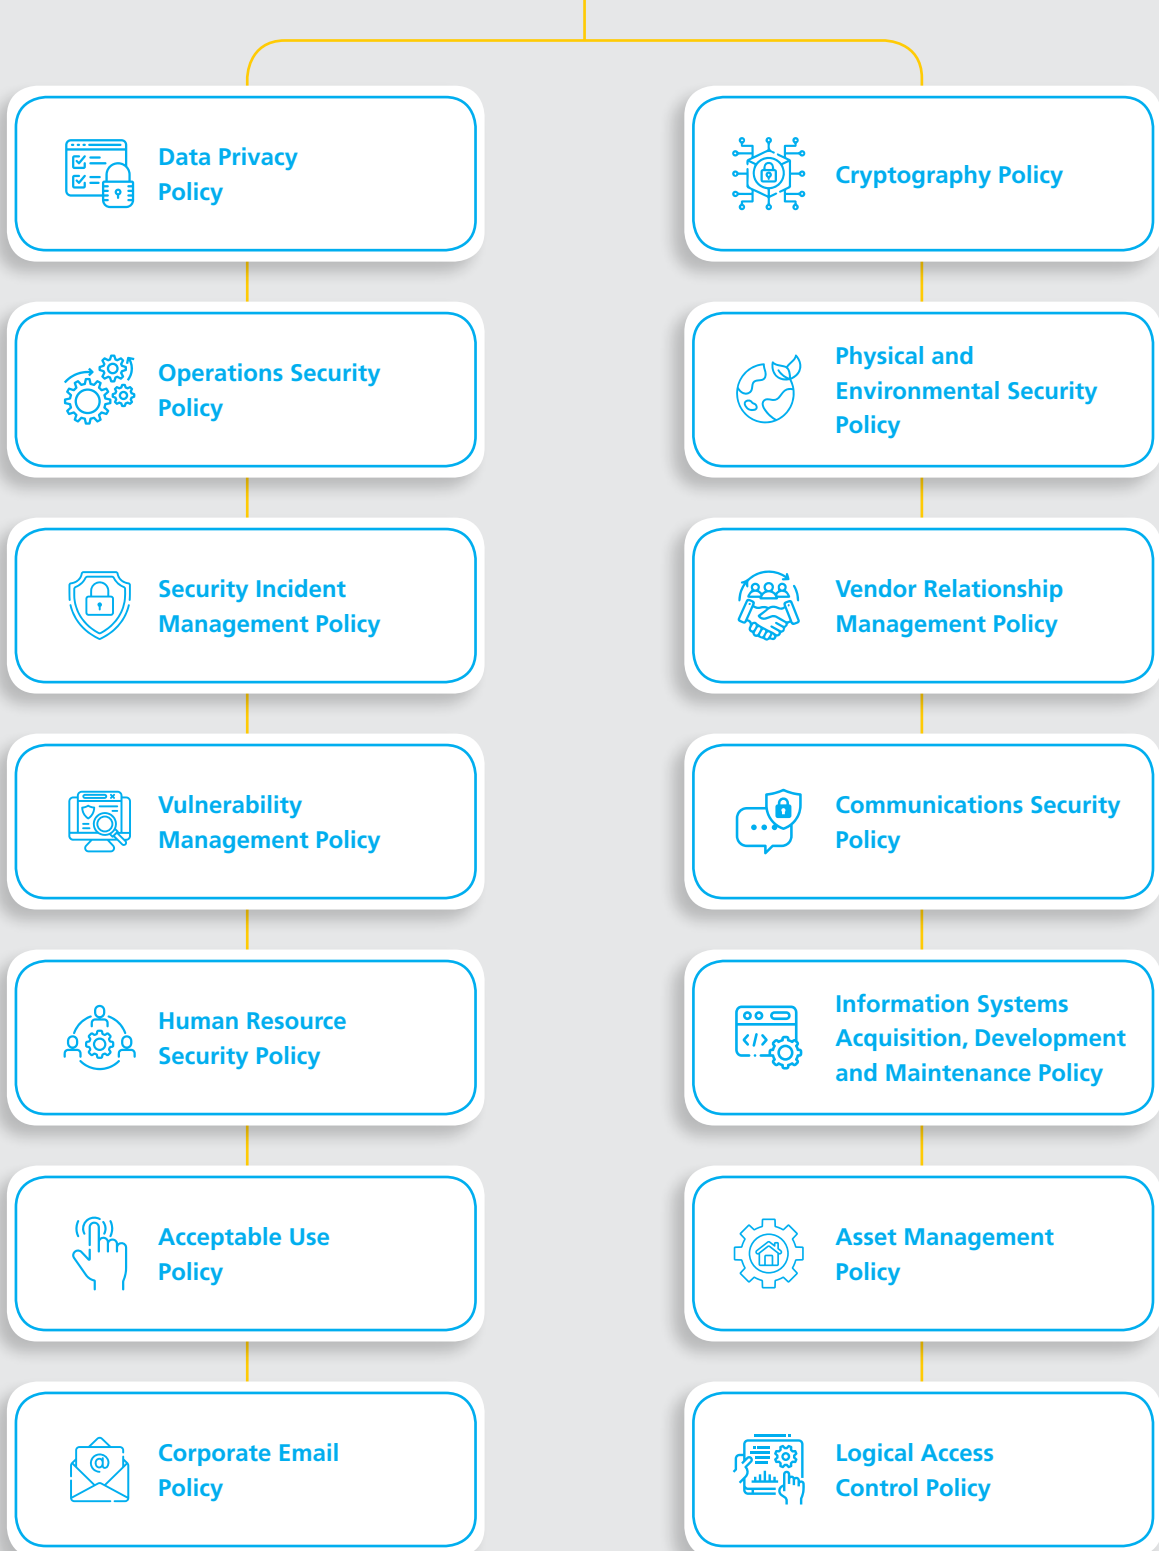 Data Privacy
Policy
Operations Security
Policy
Security Incident
Management Policy
Vulnerability
Management Policy
Human Resource
Security Policy
Acceptable Use
Policy
Corporate Email
Policy
Cryptography Policy
Physical and
Environmental Security
Policy
Vendor Relationship
Management Policy
Communications Security
Policy
Information Systems
Acquisition, Development
and Maintenance Policy
Asset Management
Policy
Logical Access
Control Policy